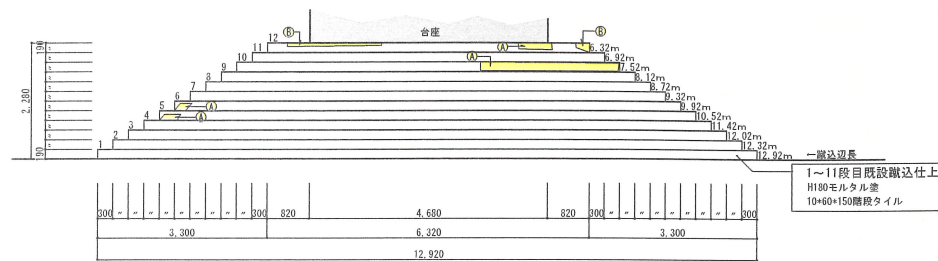 台座
B
B
12
A
6.32m
11
6.92m
10
A
7.52m
9
8.12m
8
8.72m
7
9.32m
6
A
9.92m
5
10.52m
4
A
11.42m
3
12.02m
2
12.32m
1
12.92m
←蹴込辺長
190
〃
〃
〃
〃
〃
〃
〃
〃
〃
〃
190
2,280
1～11段目既設蹴込仕上
H180モルタル塗
10*60*150階段タイル
300 〃 〃 〃 〃 〃 〃 〃 〃 〃 300 820 4,680 820 300 〃 〃 〃 〃 〃 〃 〃 〃 〃 300
3,300 6,320 3,300
12,920